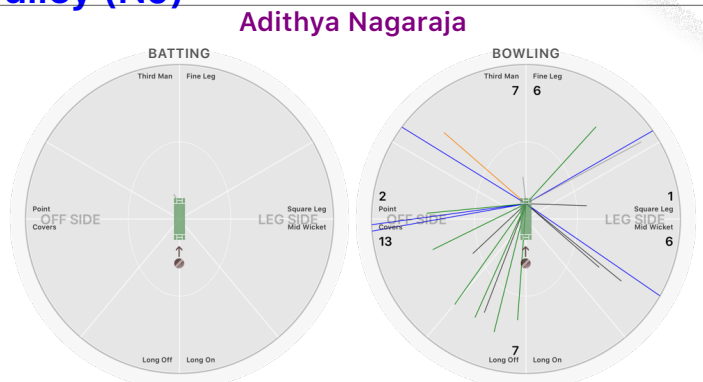 Adithya Nagaraja
BATTING
Third Man Fine Leg
Point
OFF SIDE
Covers
Square Leg
LEG SIDE
Mid Wicket
Long Off Long On
BOWLING
Third Man Fine Leg
7 6
2
Point
OFF SIDE
Covers
13
1
Square Leg
LEG SIDE
Mid Wicket
6
7
Long Off Long On